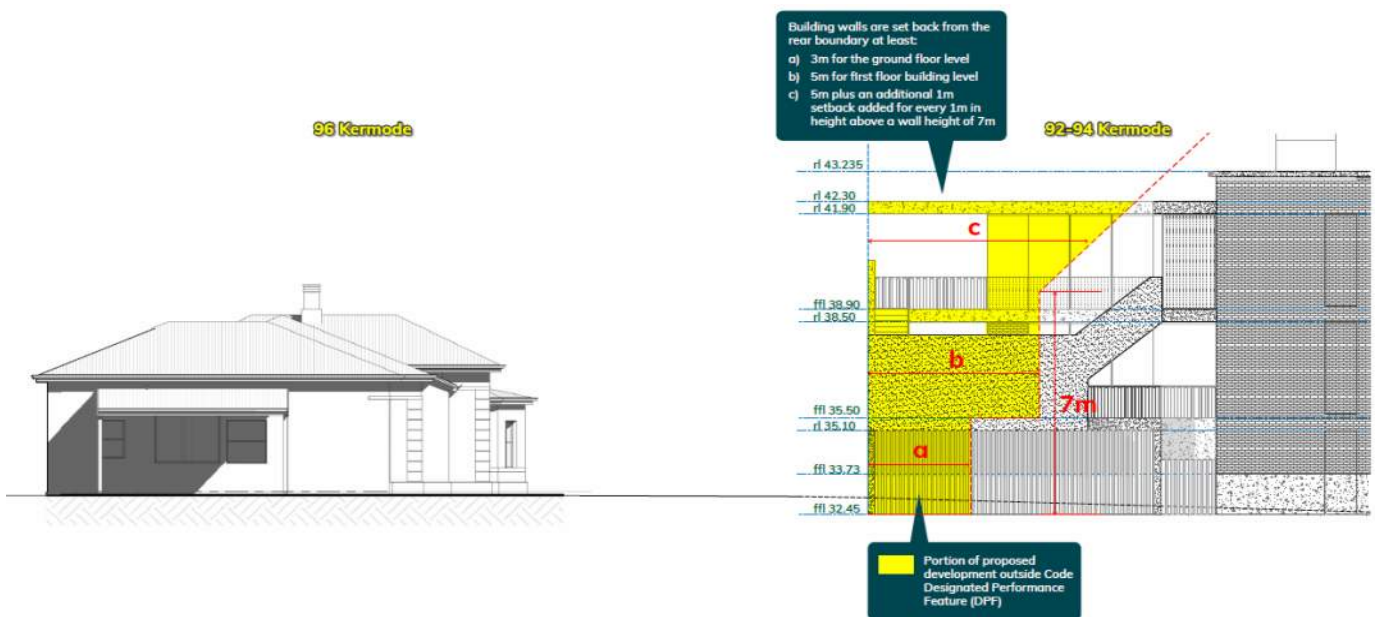 Building walls are set back from the
rear boundary at least:
a) 3m for the ground floor level
b) 5m for first floor building level
c) 5m plus an additional 1m
setback added for every 1m in
height above a wall height of 7m
96 Kermode
92-94 Kermode
rl 43.235
rl 42.30
rl 41.90
c
ffl 38.90
rl 38.50
b
7m
ffl 35.50
rl 35.10
a
ffl 33.73
ffl 32.45
Portion of proposed
development outside Code
Designated Performance
Feature (DPF)